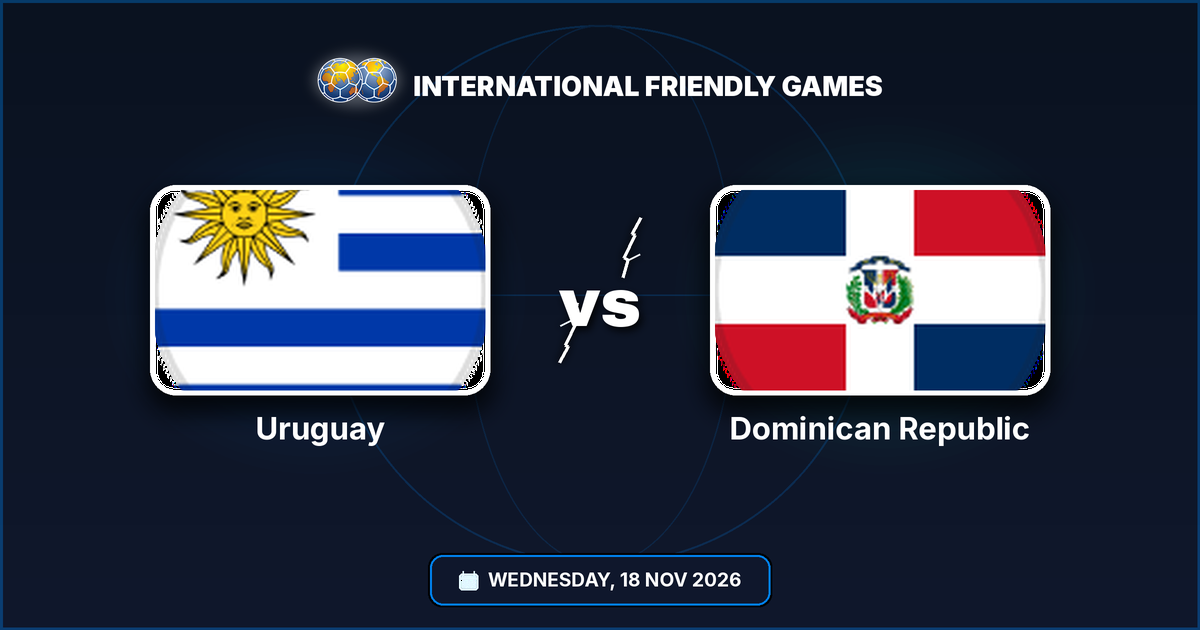 INTERNATIONAL FRIENDLY GAMES
vs
Uruguay
Dominican Republic
WEDNESDAY, 18 NOV 2026